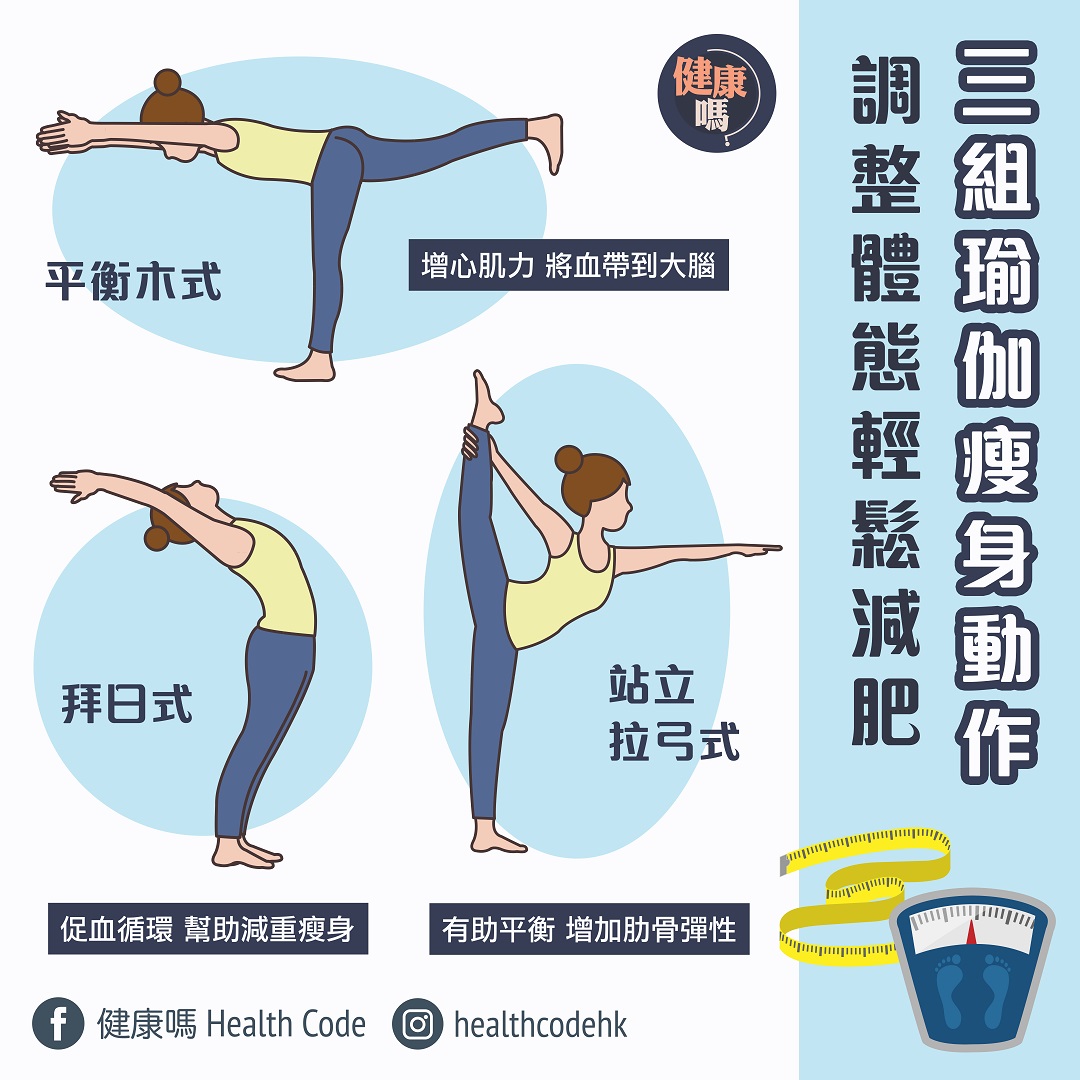 三組瑜伽瘦身動作
調整體態輕鬆減肥
健康
嗎
平衡木式
增心肌力 將血帶到大腦
拜日式
站立
拉弓式
促血循環 幫助減重瘦身
有助平衡 增加肋骨彈性
健康嗎 Health Code
healthcodehk